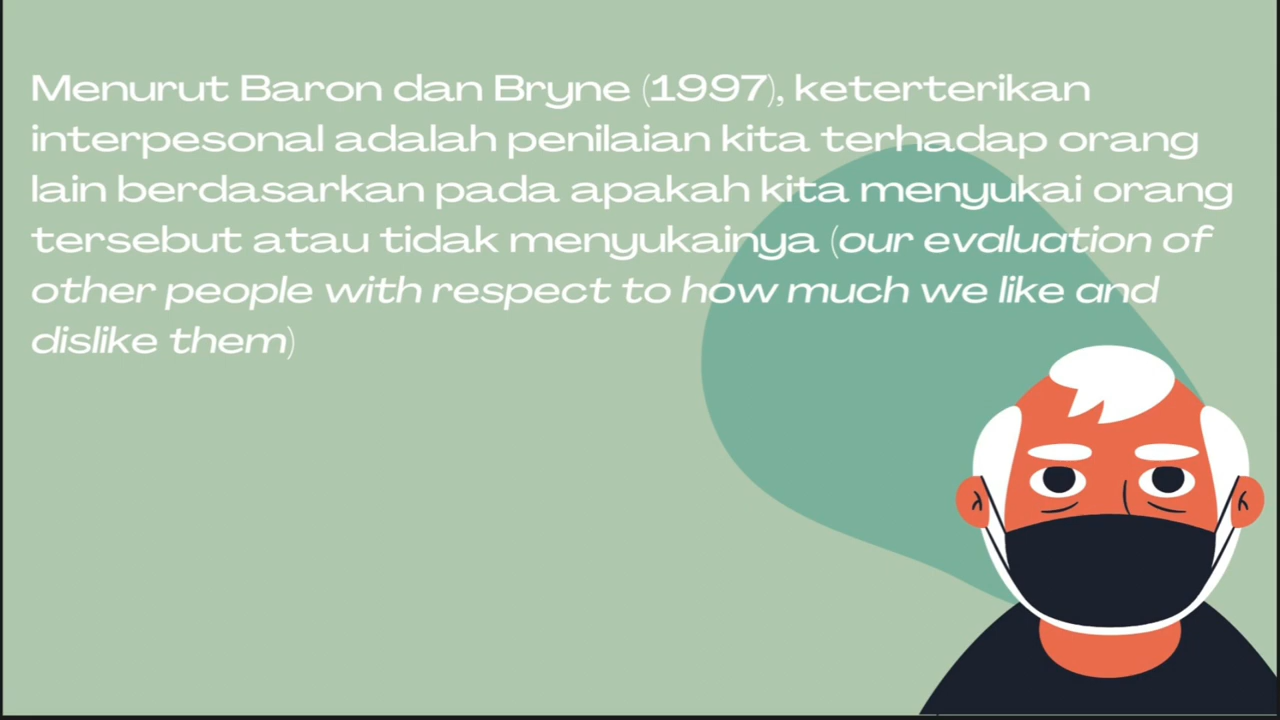 Menurut Baron dan Bryne (1997), keterterikan
interpesonal adalah penilaian kita terhadap orang
lain berdasarkan pada apakah kita menyukai orang
tersebut atau tidak menyukainya (our evaluation of
other people with respect to how much we like and
dislike them)